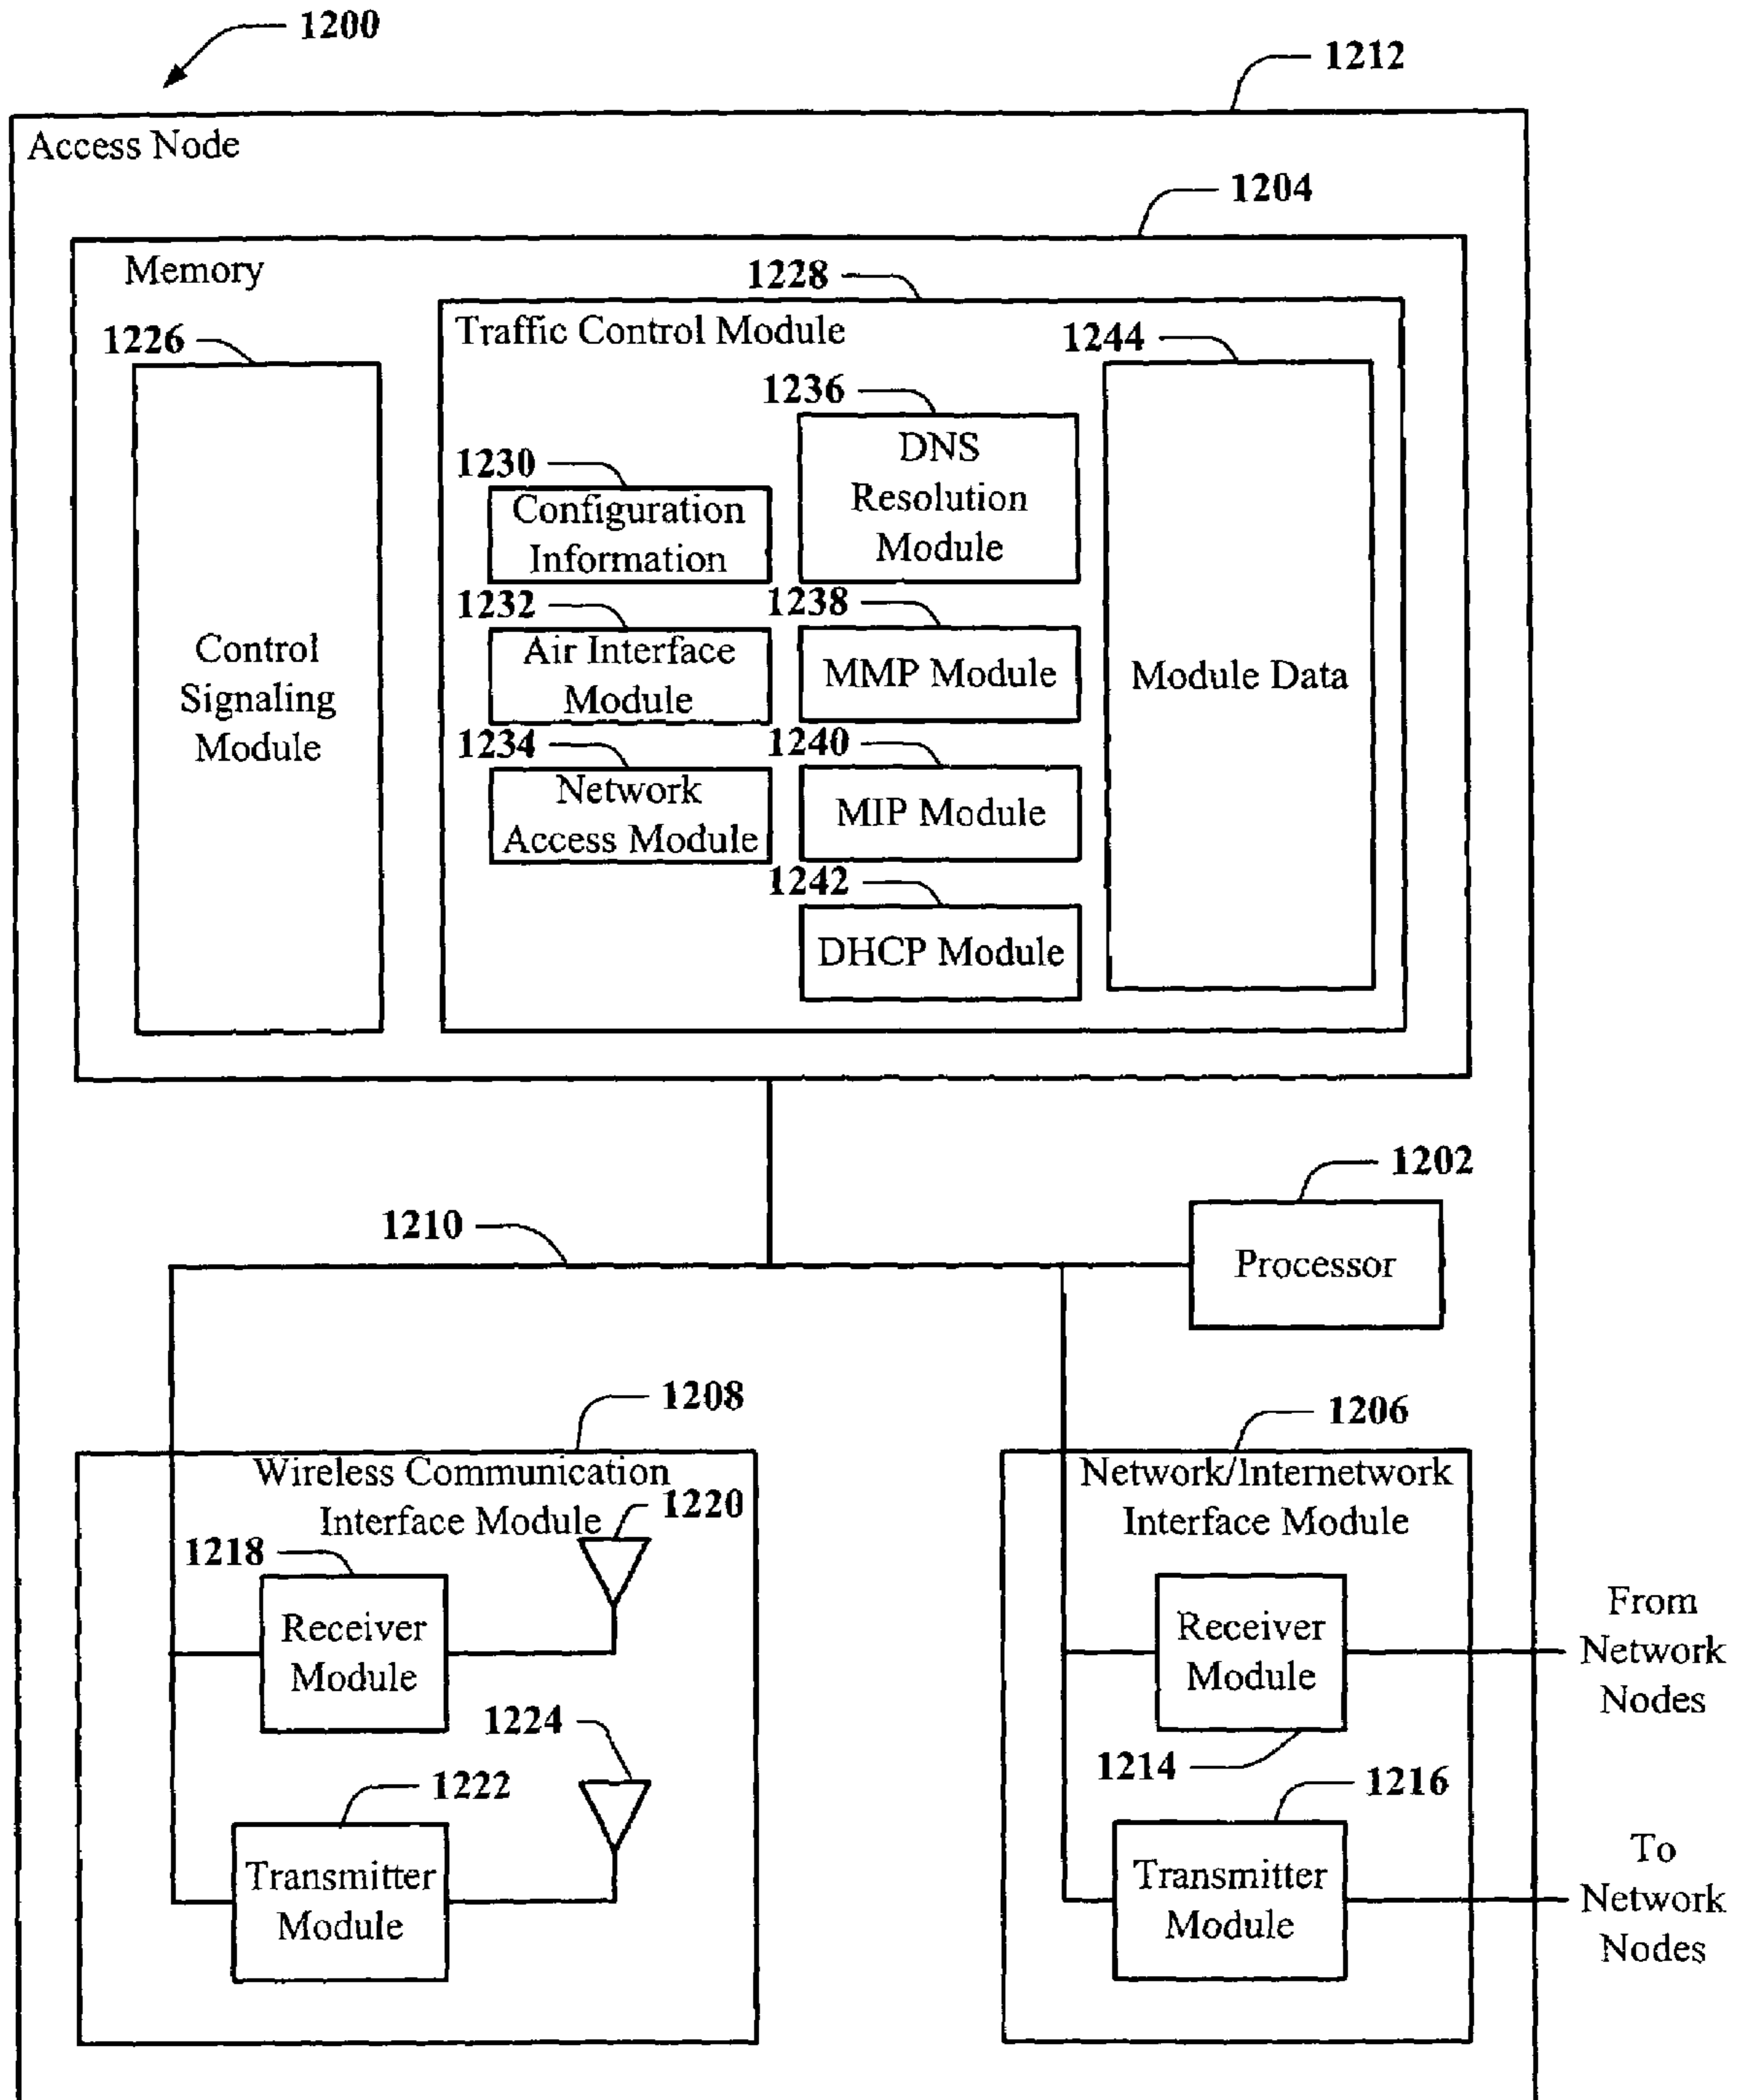 1200
1212
Access Node
1204
Memory
1228
Traffic Control Module
1226
1244
1236
DNS
Resolution
Module
1230
Configuration
Information
1232
Air Interface
Module
1238
MMP Module
Control
Signaling
Module
Module Data
1234
Network
Access Module
1240
MIP Module
1242
DHCP Module
1202
Processor
1210
1208
Wireless Communication
Interface Module
1220
1218
Receiver
Module
1224
1222
Transmitter
Module
1206
Network/Internetwork
Interface Module
Receiver
Module
1214
1216
Transmitter
Module
From
Network
Nodes
To
Network
Nodes